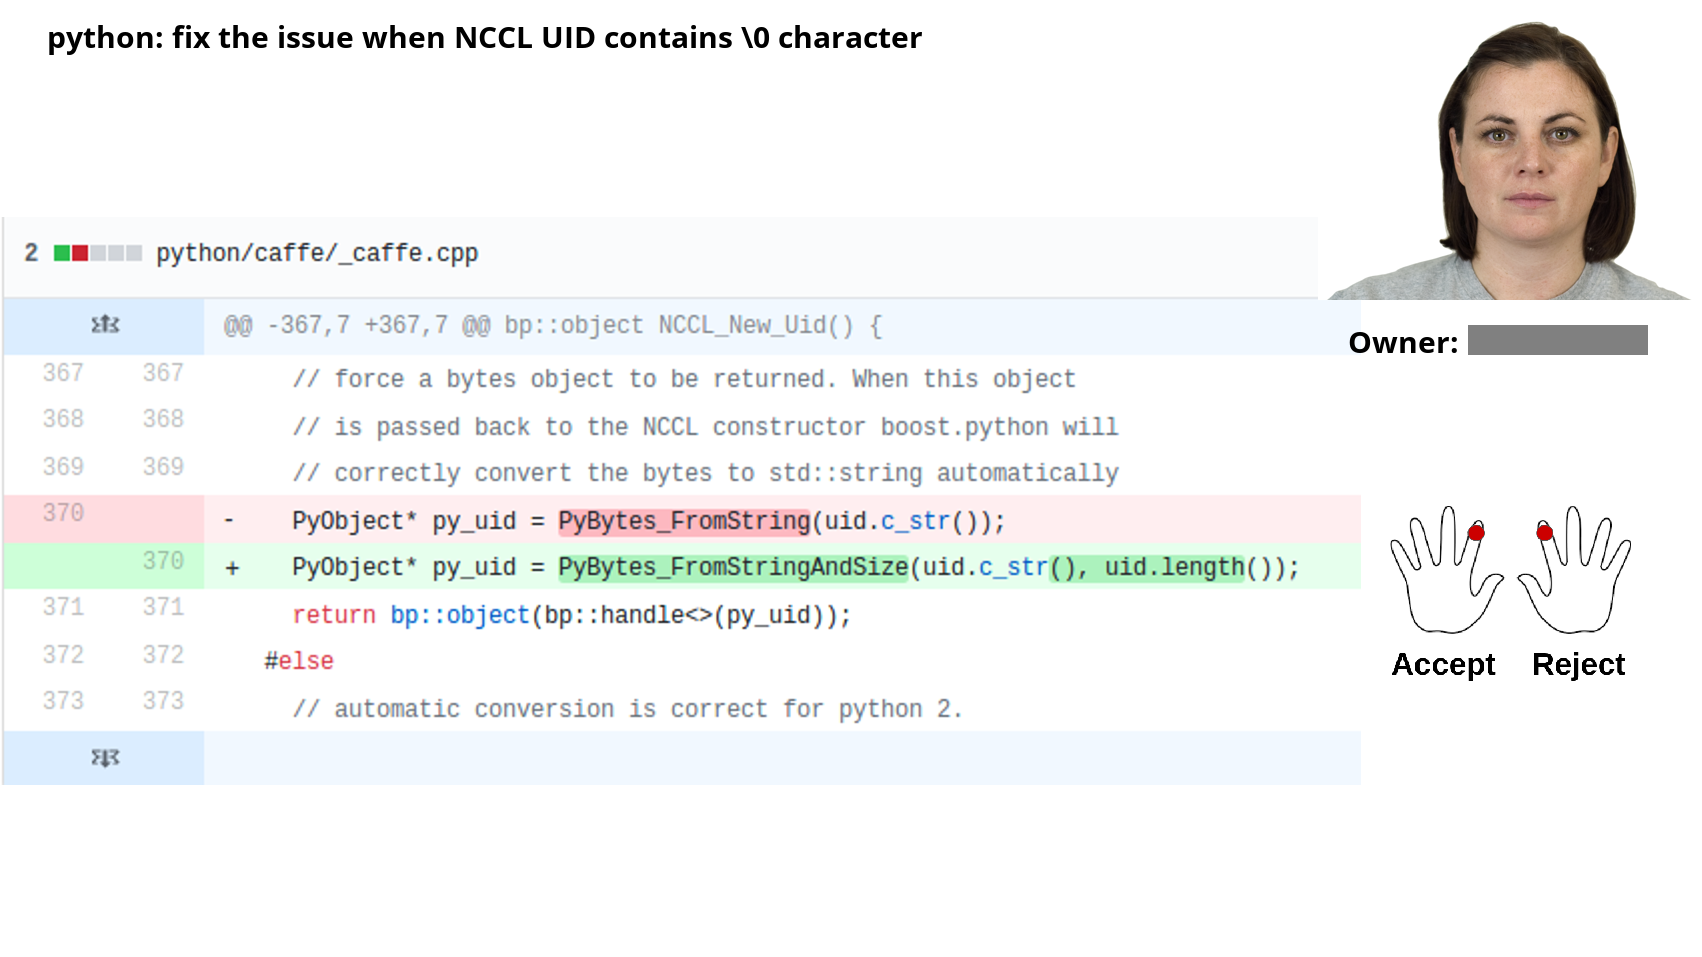 python: fix the issue when NCCL UID contains \0 character
2 python/caffe/_caffe.cpp
@@ -367,7 +367,7 @@ bp::object NCCL_New_Uid() {
Owner:
367 367 // force a bytes object to be returned. When this object
368 368 // is passed back to the NCCL constructor boost.python will
369 369 // correctly convert the bytes to std::string automatically
370 - PyObject* py_uid = PyBytes_FromString(uid.c_str());
370 + PyObject* py_uid = PyBytes_FromStringAndSize(uid.c_str(), uid.length());
371 371 return bp::object(bp::handle<>(py_uid));
372 372 #else
373 373 // automatic conversion is correct for python 2.
Accept Reject